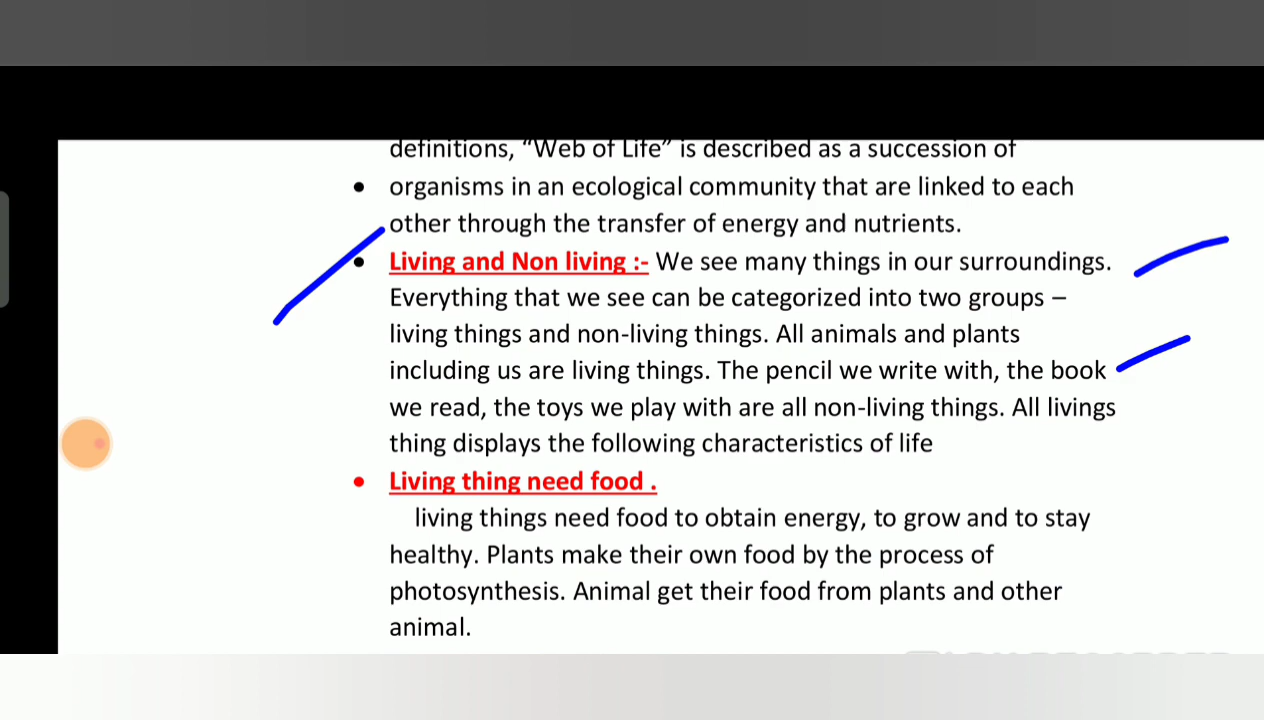 definitions, “Web of Life” is described as a succession of
• organisms in an ecological community that are linked to each
other through the transfer of energy and nutrients.
• Living and Non living :- We see many things in our surroundings.
Everything that we see can be categorized into two groups –
living things and non-living things. All animals and plants
including us are living things. The pencil we write with, the book
we read, the toys we play with are all non-living things. All livings
thing displays the following characteristics of life
• Living thing need food .
living things need food to obtain energy, to grow and to stay
healthy. Plants make their own food by the process of
photosynthesis. Animal get their food from plants and other
animal.